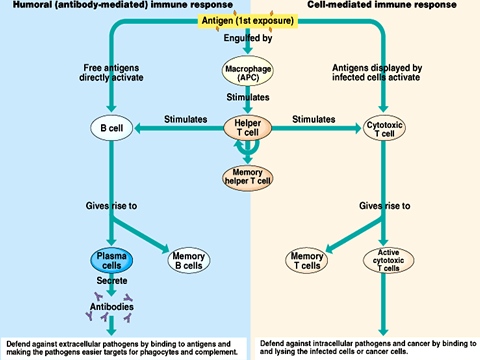 Humoral (antibody-mediated) immune response
Cell-mediated immune response
Antigen (1st exposure)
Engulfed by
Free antigens
directly activate
Macrophage
(APC)
Antigens displayed by
infected cells activate
Stimulates
B cell
Stimulates
Helper
T cell
Stimulates
Cytotoxic
T cell
Memory
helper T cell
Gives rise to
Gives rise to
Plasma
cells
Memory
B cells
Memory
T cells
Active
cytotoxic
T cells
Secrete
Antibodies
Defend against extracellular pathogens by binding to antigens and
making the pathogens easier targets for phagocytes and complement.
Defend against intracellular pathogens and cancer by binding to
and lysing the infected cells or cancer cells.